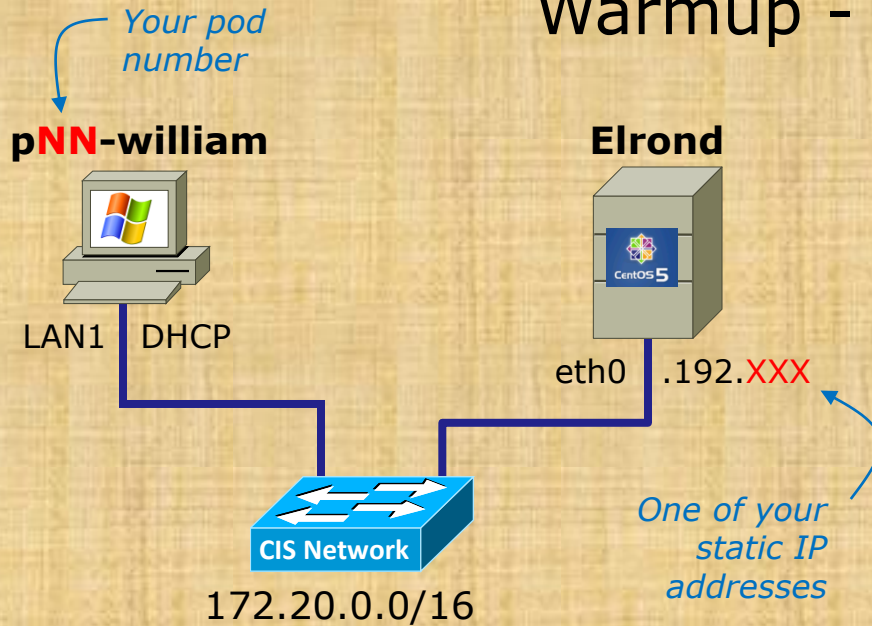 Warmup -
Your pod
number
pNN-william
Elrond
CentOS 5
LAN1 DHCP
eth0 .192.XXX
One of your
static IP
addresses
CIS Network
172.20.0.0/16